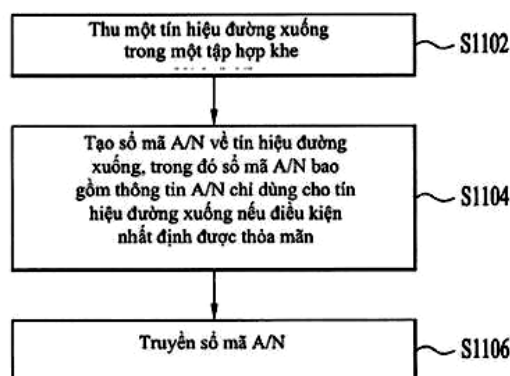 Thu một tín hiệu đường xuống
trong một tập hợp khe
S1102
Tạo sổ mã A/N về tín hiệu đường
xuống, trong đó sổ mã A/N bao
gồm thông tin A/N chỉ dùng cho tín
hiệu đường xuống nếu điều kiện
nhất định được thỏa mãn
S1104
Truyền sổ mã A/N
S1106